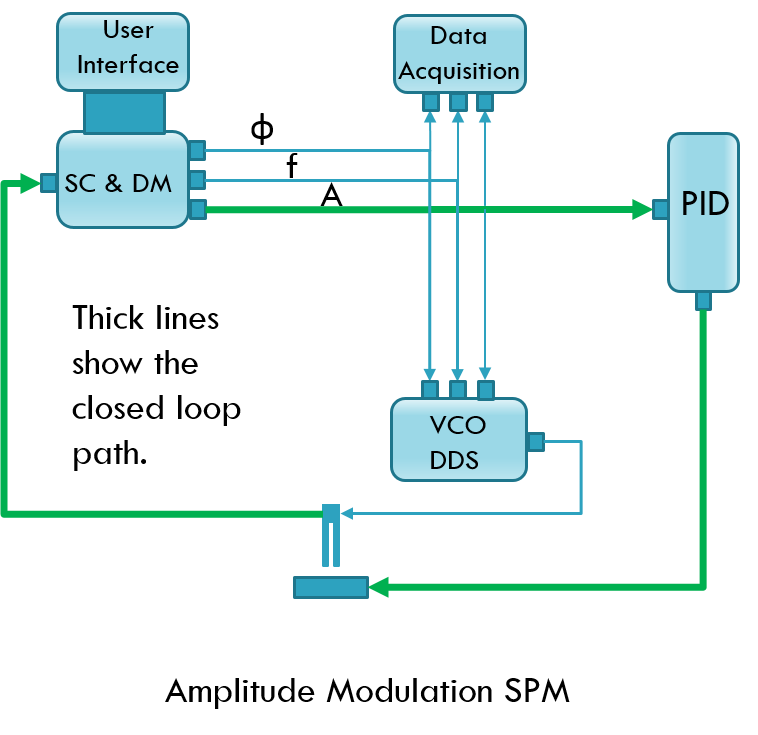 User
Interface
Data
Acquisition
ϕ
f
A
SC & DM
PID
Thick lines
show the
closed loop
path.
VCO
DDS
Amplitude Modulation SPM